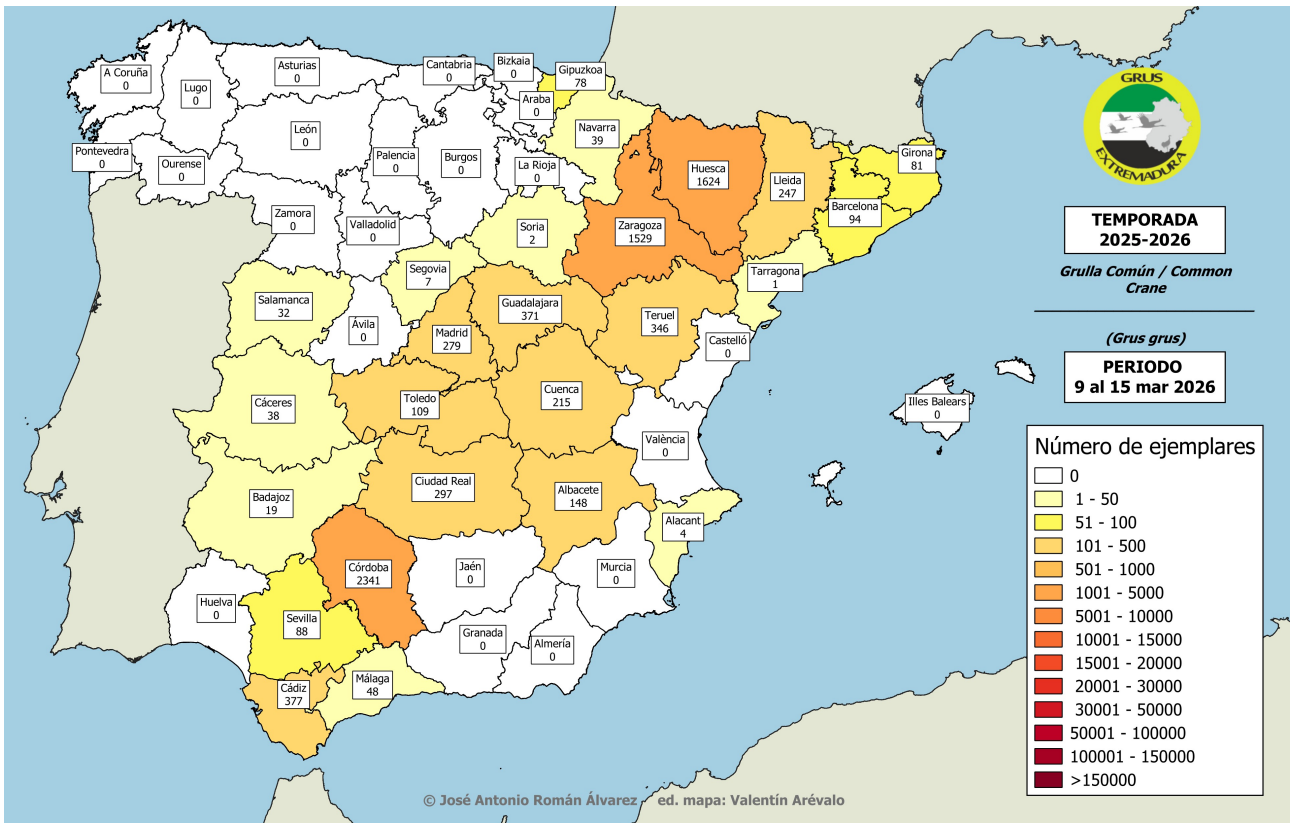 A Coruña
0
Lugo
0
Asturias
0
Cantabria
0
Bizkaia
0
Gipuzkoa
78
Araba
0
Navarra
39
León
0
Palencia
0
Burgos
0
La Rioja
0
Pontevedra
0
Ourense
0
Zamora
0
Valladolid
0
Soria
2
Zaragoza
1529
Huesca
1624
Lleida
247
Girona
81
Barcelona
94
Tarragona
1
Segovia
7
Salamanca
32
Ávila
0
Madrid
279
Guadalajara
371
Teruel
346
Castelló
0
Cáceres
38
Toledo
109
Cuenca
215
València
0
Illes Balears
0
Badajoz
19
Ciudad Real
297
Albacete
148
Alacant
4
Córdoba
2341
Jaén
0
Murcia
0
Huelva
0
Sevilla
88
Granada
0
Almería
0
Cádiz
377
Málaga
48
GRUS
EXTREMADURA
TEMPORADA
2025-2026
Grulla Común / Common
Crane
(Grus grus)
PERIODO
9 al 15 mar 2026
Número de ejemplares
0
1 - 50
51 - 100
101 - 500
501 - 1000
1001 - 5000
5001 - 10000
10001 - 15000
15001 - 20000
20001 - 30000
30001 - 50000
50001 - 100000
100001 - 150000
>150000
© José Antonio Román Álvarez ed. mapa: Valentín Arévalo